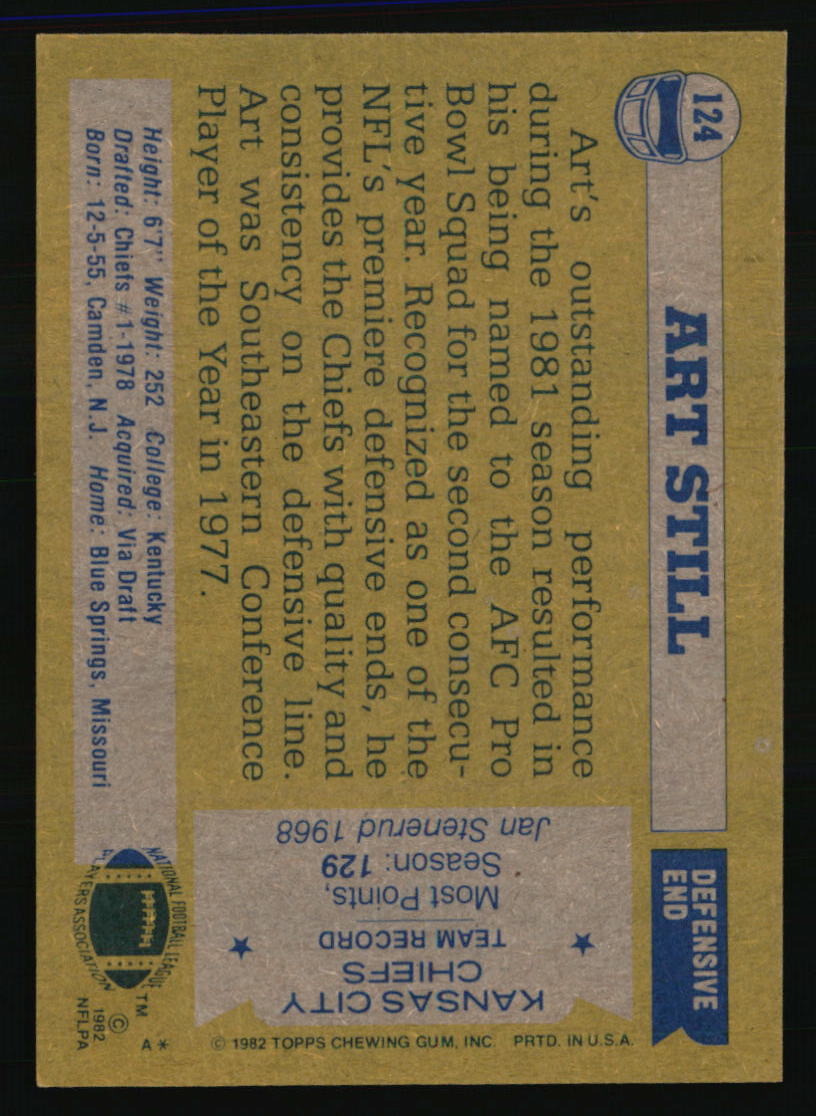 124
ART STILL
DEFENSIVE
END
Art's outstanding performance
during the 1981 season resulted in
his being named to the AFC Pro
Bowl Squad for the second consecu-
tive year. Recognized as one of the
NFL's premiere defensive ends, he
provides the Chiefs with quality and
consistency on the defensive line.
Art was Southeastern Conference
Player of the Year in 1977.
KANSAS CITY
CHIEFS
TEAM RECORD
Most Points,
Season: 129
Jan Stenerud 1968
Height: 6'7" Weight: 252 College: Kentucky
Drafted: Chiefs #1-1978 Acquired: Via Draft
Born: 12-5-55, Camden, N.J. Home: Blue Springs, Missouri
NATIONAL FOOTBALL LEAGUE
PLAYERS ASSOCIATION
TM
©
1982
NFLPA
A*
© 1982 TOPPS CHEWING GUM, INC. PRTD. IN U.S.A.